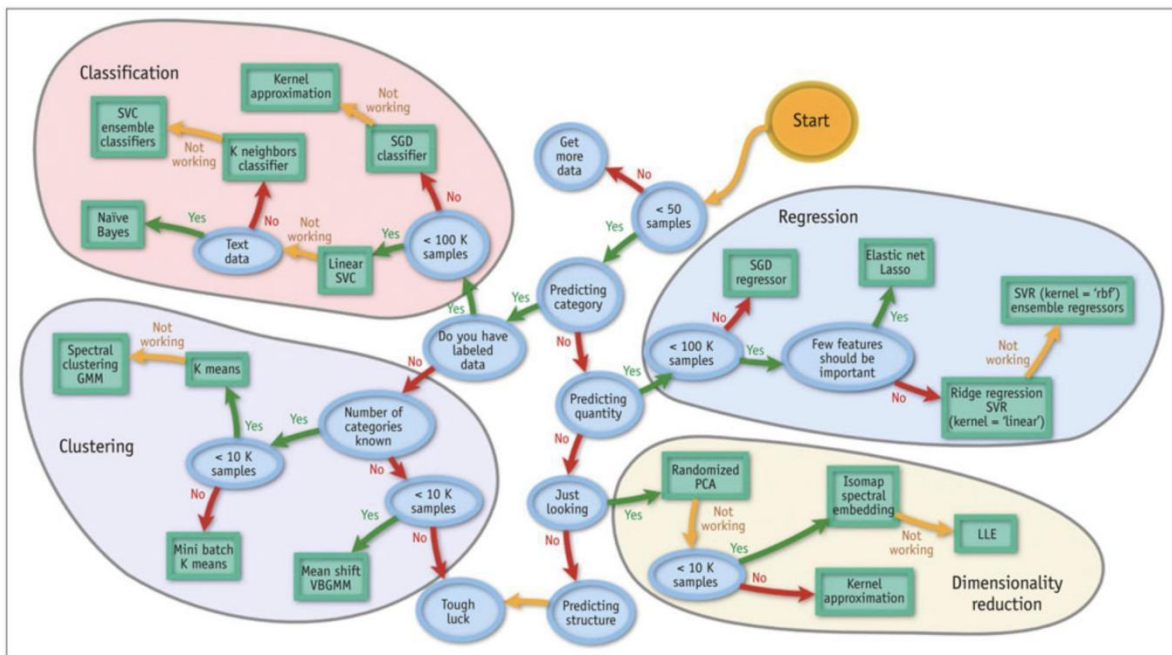 Classification
Kernel
approximation
Not
working
SVC
ensemble
classifiers
Not
working
K neighbors
classifier
SGD
classifier
No
Naïve
Bayes
Yes
No
Text
data
Not
working
Linear
SVC
Yes
< 100 K
samples
Yes
Start
Get
more
data
No
< 50
samples
Yes
Predicting
category
Yes
Do you have
labeled
data
No
No
Predicting
quantity
Yes
No
Regression
SGD
regressor
No
< 100 K
samples
Yes
Elastic net
Lasso
Yes
Few features
should be
important
No
SVR (kernel = ‘rbf’)
ensemble regressors
Not
working
Ridge regression
SVR
(kernel = ‘linear’)
Clustering
Spectral
clustering
GMM
Not
working
K means
Yes
< 10 K
samples
Yes
Number of
categories
known
No
No
Mini batch
K means
< 10 K
samples
Yes
No
Mean shift
VBGMM
Tough
luck
Just
looking
Yes
No
Predicting
structure
Randomized
PCA
Not
working
< 10 K
samples
Yes
No
Isomap
spectral
embedding
Not
working
LLE
Kernel
approximation
Dimensionality
reduction